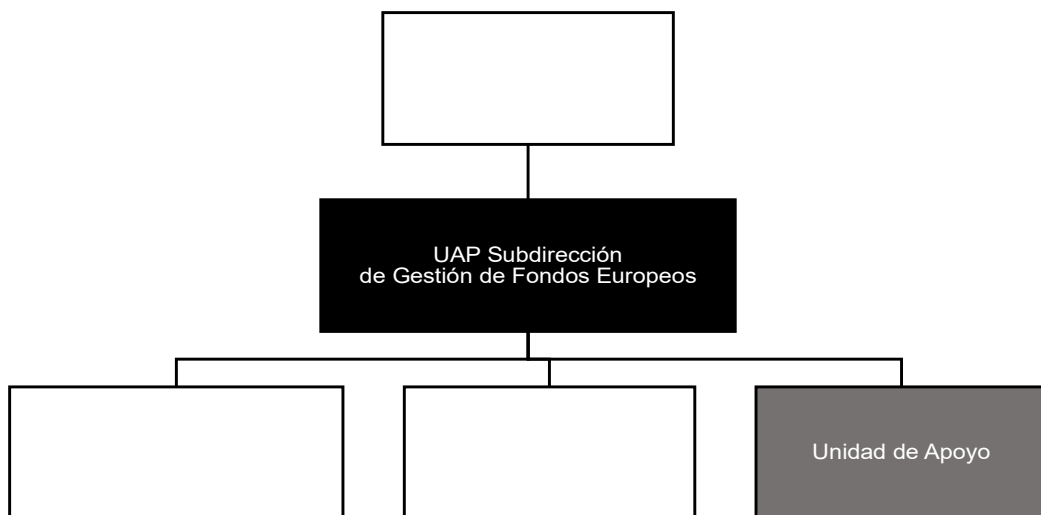 UAP Subdirección
de Gestión de Fondos Europeos
Unidad de Apoyo